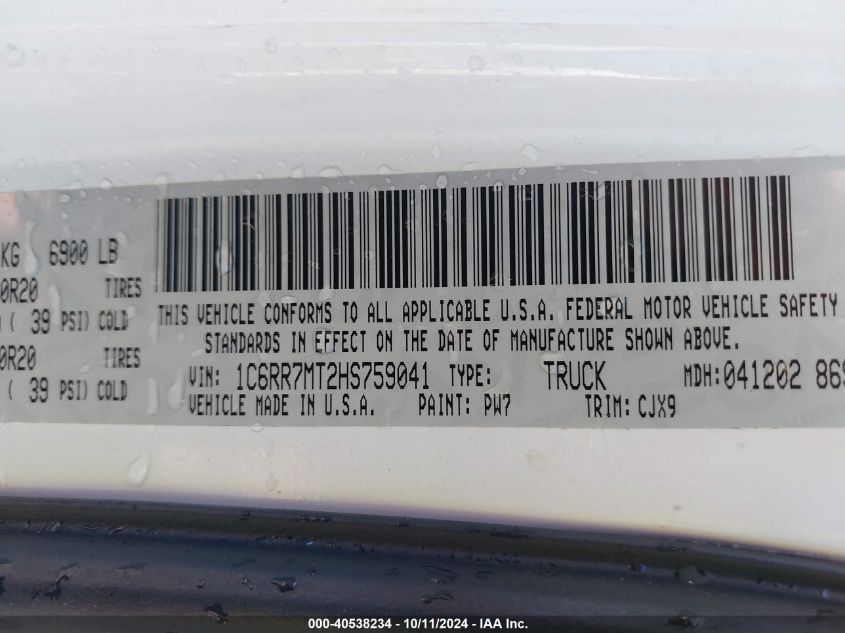 KG 6900 LB
0R20 TIRES
( 39 PSI) COLD
0R20 TIRES
( 39 PSI) COLD
THIS VEHICLE CONFORMS TO ALL APPLICABLE U.S.A. FEDERAL MOTOR VEHICLE SAFETY
STANDARDS IN EFFECT ON THE DATE OF MANUFACTURE SHOWN ABOVE.
VIN: 1C6RR7MT2HS759041 TYPE: TRUCK MDH: 041202 869
VEHICLE MADE IN U.S.A. PAINT: PW7 TRIM: CJX9
000-40538234 - 10/11/2024 - IAA Inc.